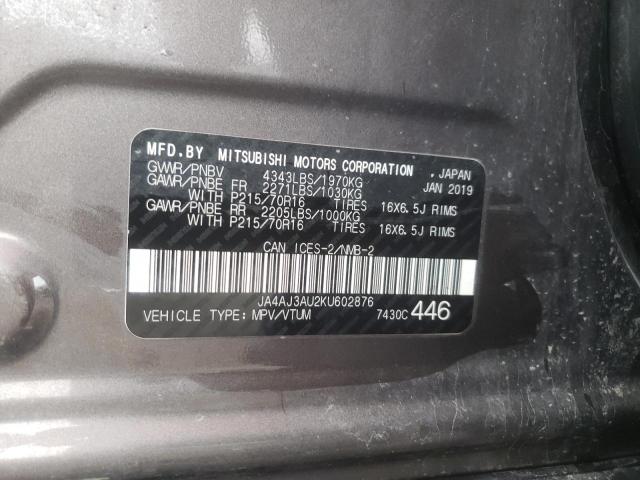 MFD.BY MITSUBISHI MOTORS CORPORATION , JAPAN
GVWR/PNBV 4343LBS/1970KG JAN 2019
GAWR/PNBE FR 2271LBS/1030KG
WITH P215/70R16 TIRES 16X6.5J RIMS
GAWR/PNBE RR 2205LBS/1000KG
WITH P215/70R16 TIRES 16X6.5J RIMS
CAN ICES-2/NMB-2
JA4AJ3AU2KU602876
VEHICLE TYPE: MPV/VTUM 7430C 446